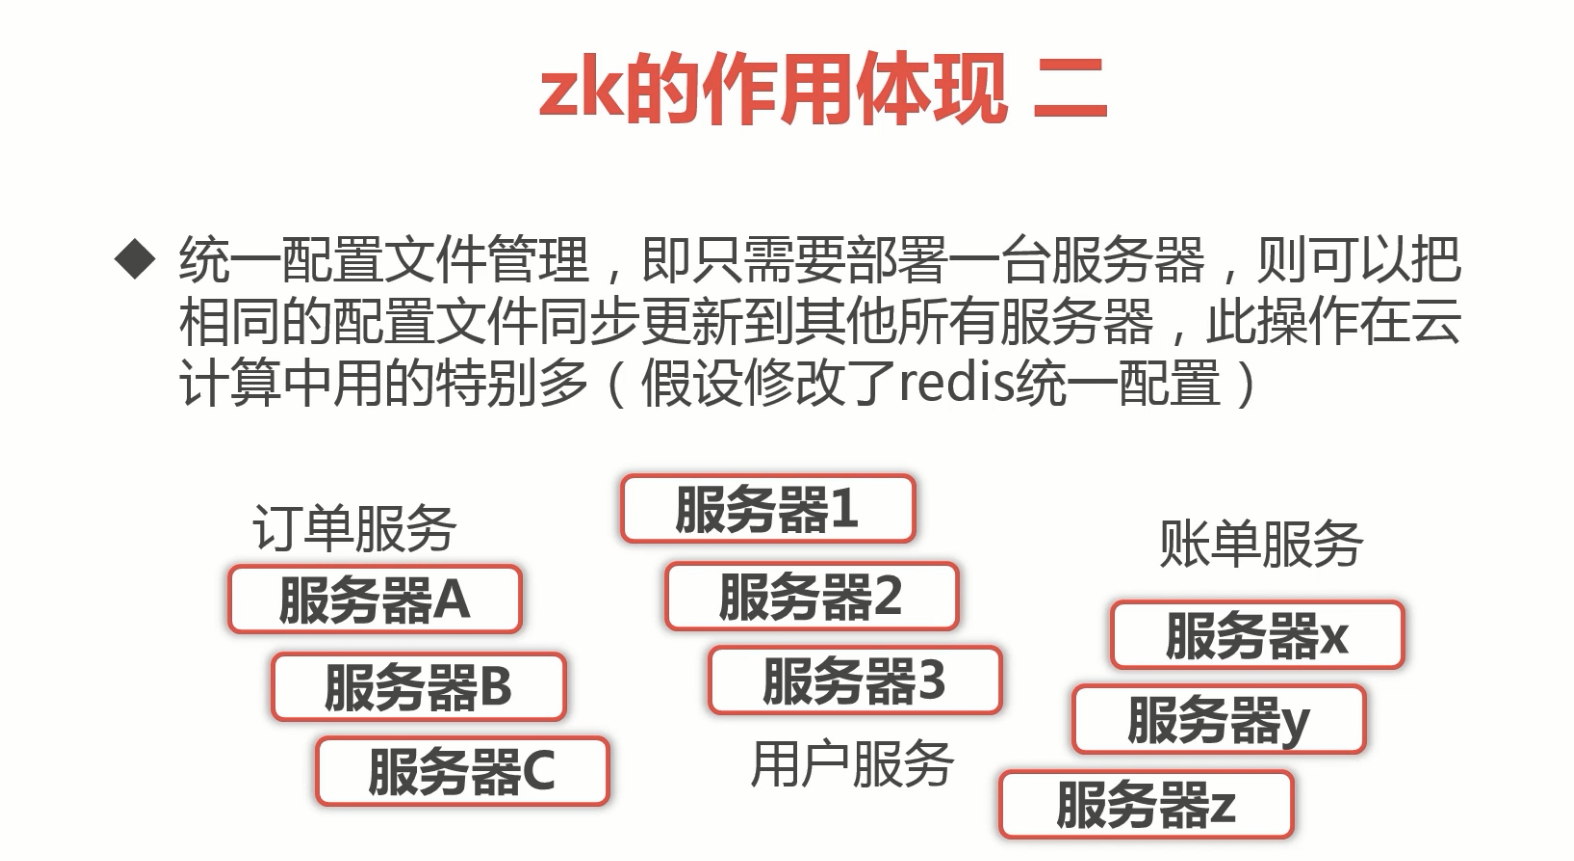 zk的作用体现 二
◆ 统一配置文件管理，即只需要部署一台服务器，则可以把
相同的配置文件同步更新到其他所有服务器，此操作在云
计算中用的特别多（假设修改了redis统一配置）
订单服务
服务器A
服务器B
服务器C
服务器1
服务器2
服务器3
用户服务
账单服务
服务器x
服务器y
服务器z